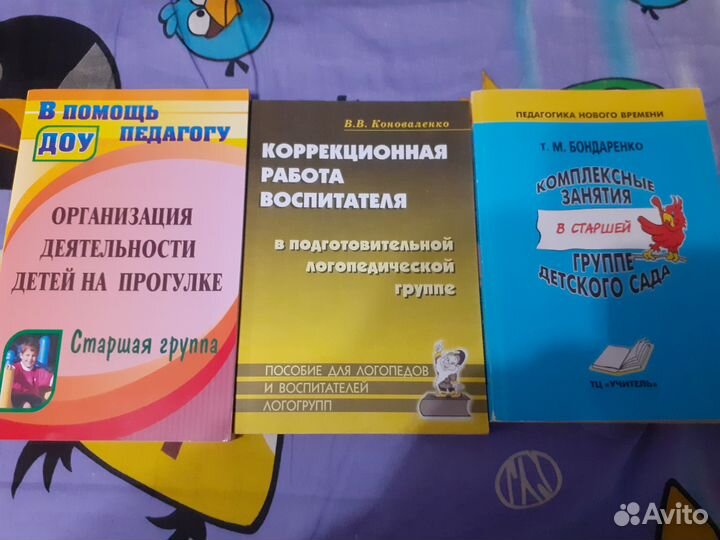 В ПОМОЩЬ
ПЕДАГОГУ
ДОУ
ОРГАНИЗАЦИЯ
ДЕЯТЕЛЬНОСТИ
ДЕТЕЙ НА ПРОГУЛКЕ
Старшая группа
В.В. Коноваленко
КОРРЕКЦИОННАЯ
РАБОТА
ВОСПИТАТЕЛЯ
в подготовительной
логопедической
группе
ПОСОБИЕ ДЛЯ ЛОГОПЕДОВ
И ВОСПИТАТЕЛЕЙ
ЛОГОГРУПП
ПЕДАГОГИКА НОВОГО ВРЕМЕНИ
Т. М. БОНДАРЕНКО
КОМПЛЕКСНЫЕ
ЗАНЯТИЯ
В СТАРШЕЙ
ГРУППЕ
ДЕТСКОГО САДА
ТЦ «УЧИТЕЛЬ»
Avito